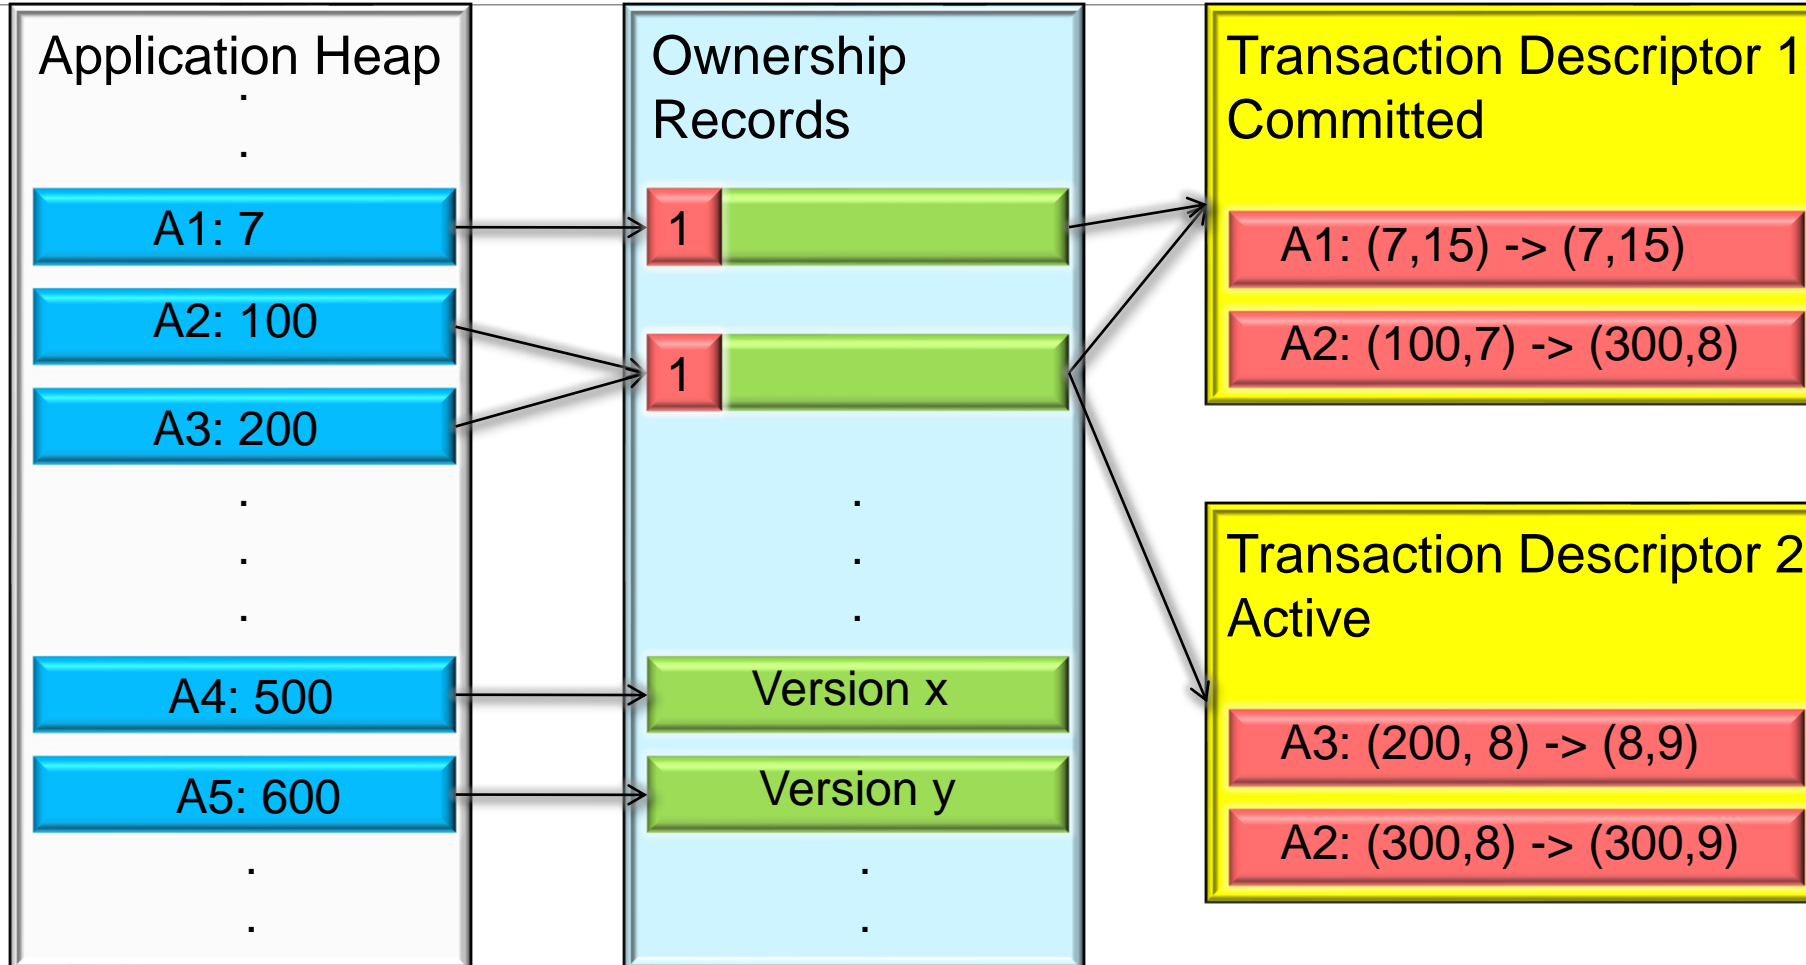 Application Heap
.
.
A1: 7
A2: 100
A3: 200
.
.
.
A4: 500
A5: 600
.
.
Ownership
Records
1
1
.
.
.
Version x
Version y
.
.
Transaction Descriptor 1
Committed
A1: (7,15) -> (7,15)
A2: (100,7) -> (300,8)
Transaction Descriptor 2
Active
A3: (200, 8) -> (8,9)
A2: (300,8) -> (300,9)